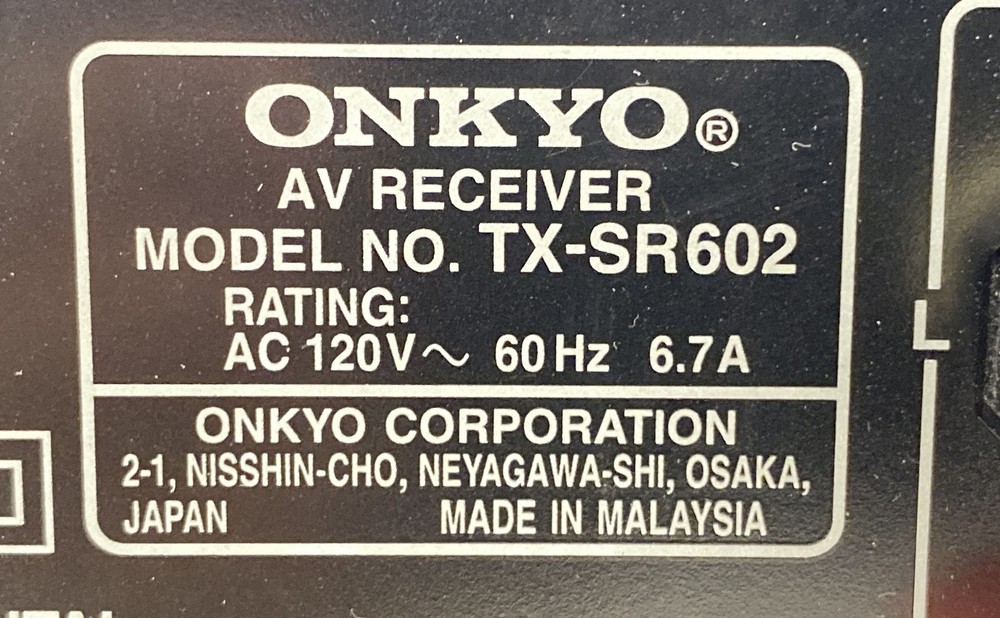 ONKYO®
AV RECEIVER
MODEL NO. TX-SR602
RATING:
AC 120V～ 60Hz 6.7A
ONKYO CORPORATION
2-1, NISSHIN-CHO, NEYAGAWA-SHI, OSAKA,
JAPAN MADE IN MALAYSIA
L